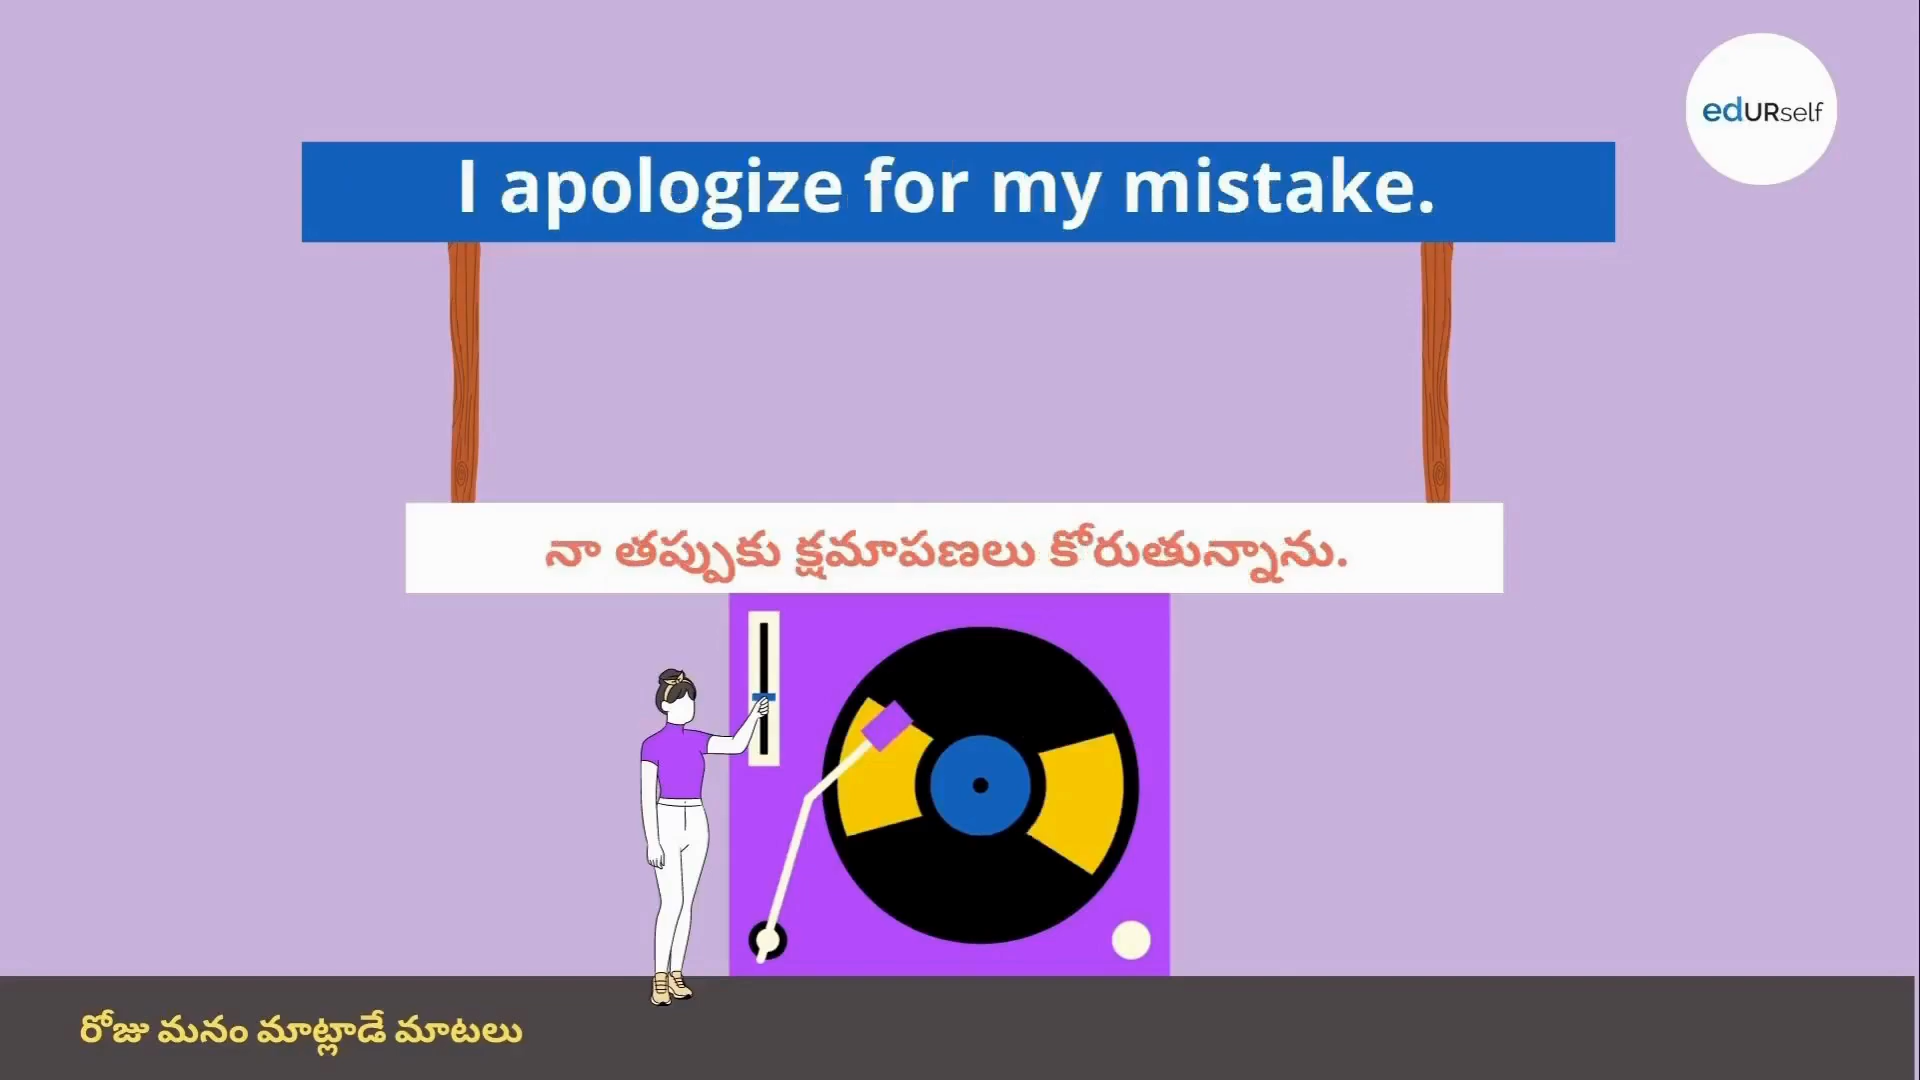 edURself
I apologize for my mistake.
నా తప్పుకు క్షమాపణలు కోరుతున్నాను.
రోజు మనం మాట్లాడే మాటలు